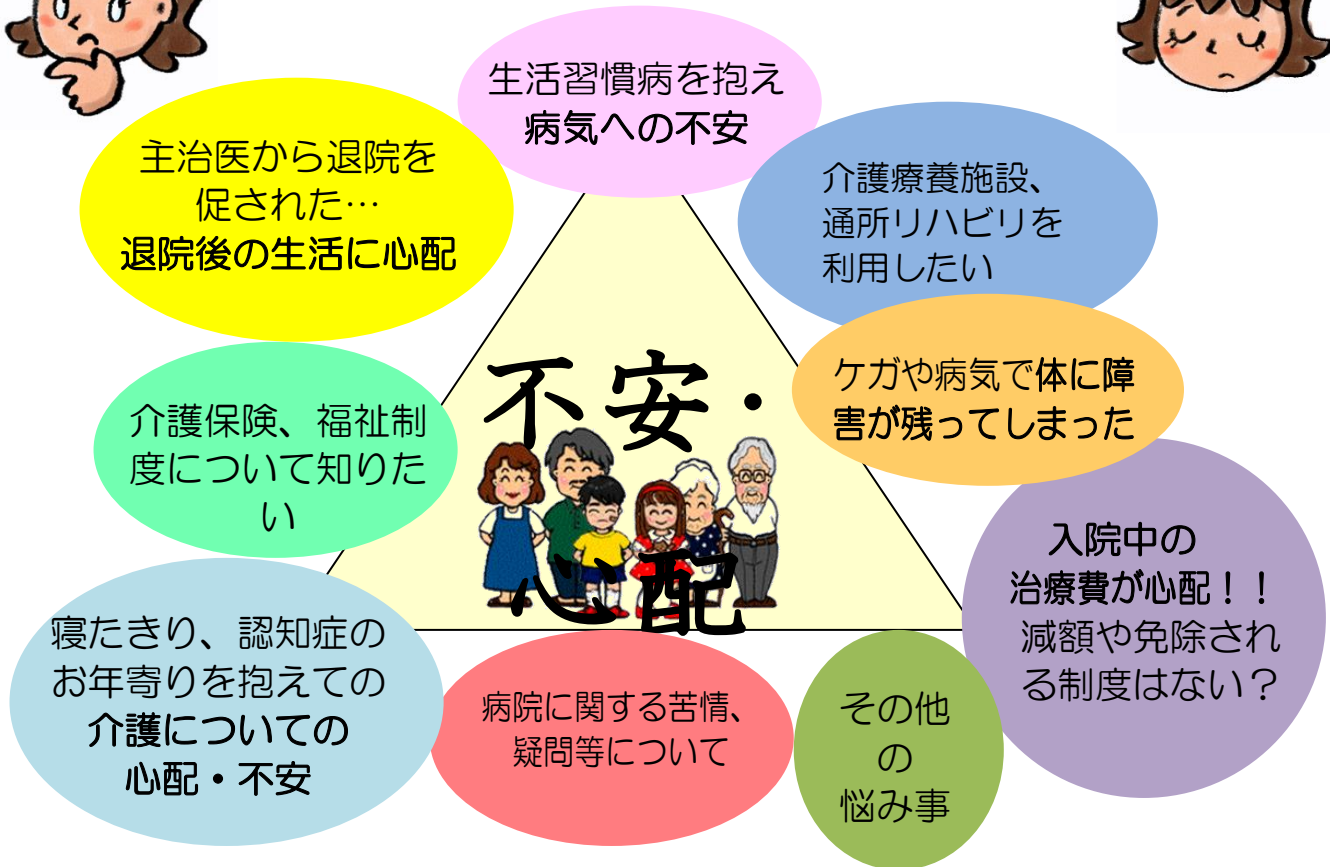 生活習慣病を抱え
病気への不安
主治医から退院を
促された…
退院後の生活に心配
介護療養施設、
通所リハビリを
利用したい
不安・
心配
ケガや病気で体に障
害が残ってしまった
介護保険、福祉制
度について知りた
い
入院中の
治療費が心配！！
減額や免除され
る制度はない？
寝たきり、認知症の
お年寄りを抱えての
介護についての
心配・不安
病院に関する苦情、
疑問等について
その他
の
悩み事